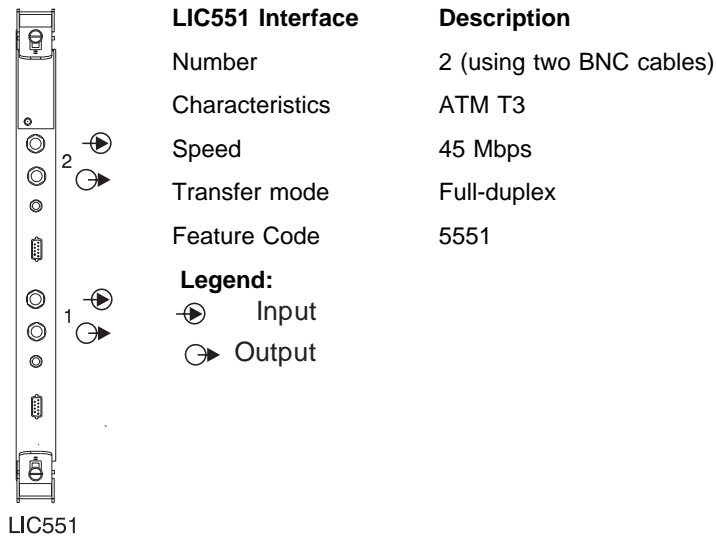 LIC551 Interface Description
Number 2 (using two BNC cables)
Characteristics ATM T3
Speed 45 Mbps
Transfer mode Full-duplex
Feature Code 5551
Legend:
Input
Output
2
1
LIC551